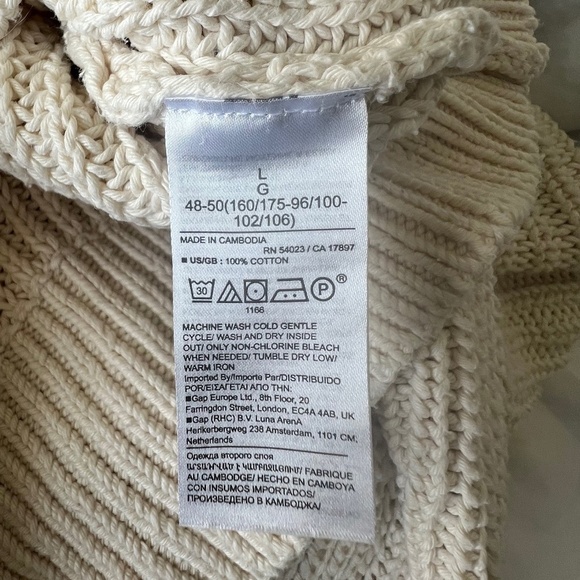 L
G
48-50(160/175-96/100-
102/106)
MADE IN CAMBODIA
RN 54023 / CA 17897
■ US/GB : 100% COTTON
30 P ®
1166
MACHINE WASH COLD GENTLE
CYCLE/ WASH AND DRY INSIDE
OUT/ ONLY NON-CHLORINE BLEACH
WHEN NEEDED/ TUMBLE DRY LOW/
WARM IRON
Imported By/Importe Par/DISTRIBUIDO
POR/ΕΙΣΑΓΕΤΑΙ ΑΠΟ ΤΗΝ:
■Gap Europe Ltd., 8th Floor, 20
Farringdon Street, London, EC4A 4AB, UK
■Gap (RHC) B.V. Luna ArenA
Herikerbergweg 238 Amsterdam, 1101 CM,
Netherlands
Одежда второго слоя
ԱՐՏԱԴՐՎԱԾ Է ԿԱՄԲՈՋԱՅՈՒՄ/ FABRIQUE
AU CAMBODGE/ HECHO EN CAMBOYA
CON INSUMOS IMPORTADOS/
ПРОИЗВЕДЕНО В КАМБОДЖА/